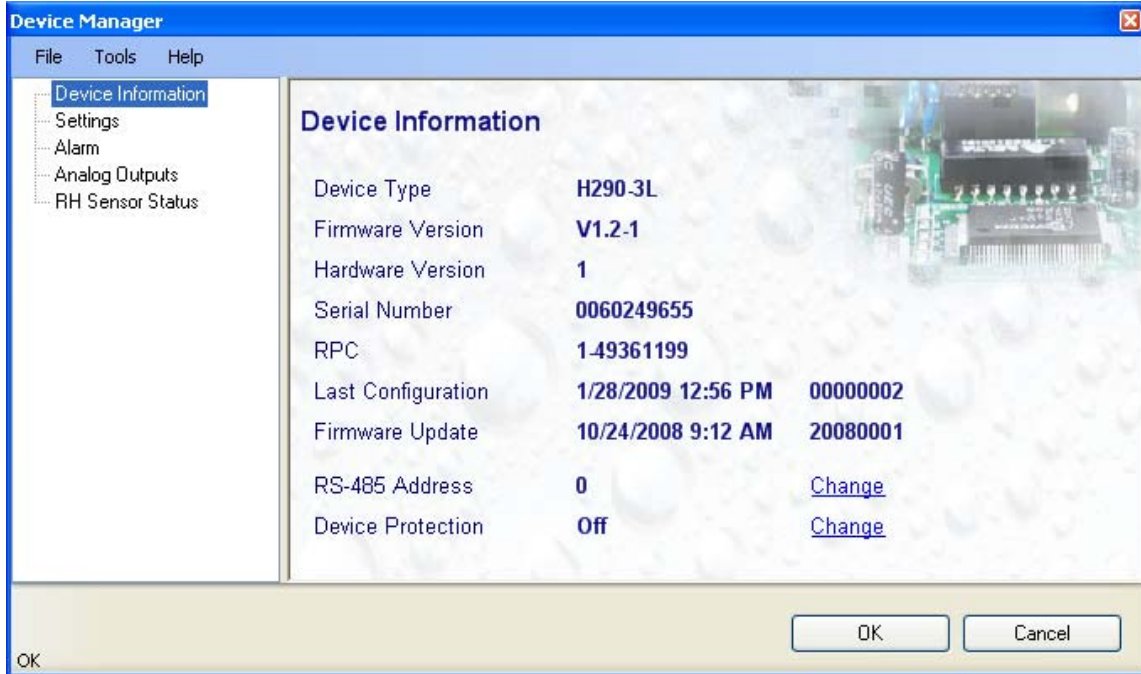 Device Manager
File Tools Help
Device Information
Settings
Alarm
Analog Outputs
RH Sensor Status
Device Information
Device Type H290-3L
Firmware Version V1.2-1
Hardware Version 1
Serial Number 0060249655
RPC 1-49361199
Last Configuration 1/28/2009 12:56 PM 00000002
Firmware Update 10/24/2008 9:12 AM 20080001
RS-485 Address 0 Change
Device Protection Off Change
OK Cancel
OK